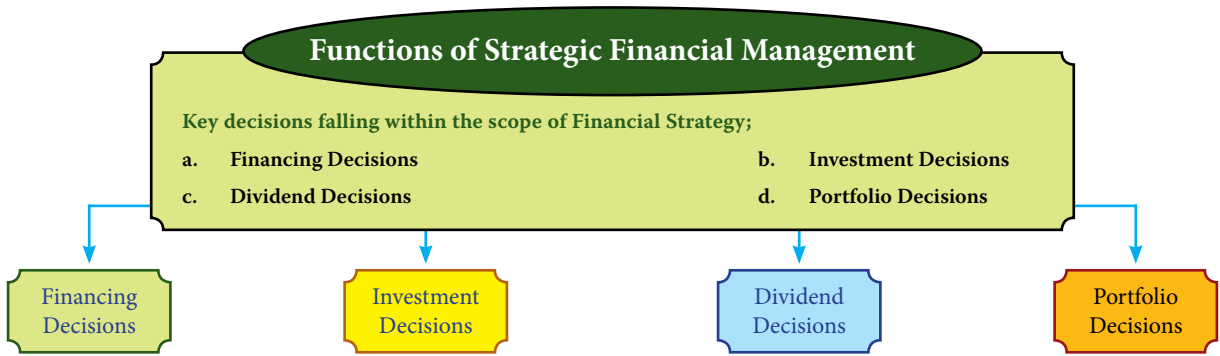 Functions of Strategic Financial Management
Key decisions falling within the scope of Financial Strategy;
a. Financing Decisions
b. Investment Decisions
c. Dividend Decisions
d. Portfolio Decisions
Financing
Decisions
Investment
Decisions
Dividend
Decisions
Portfolio
Decisions